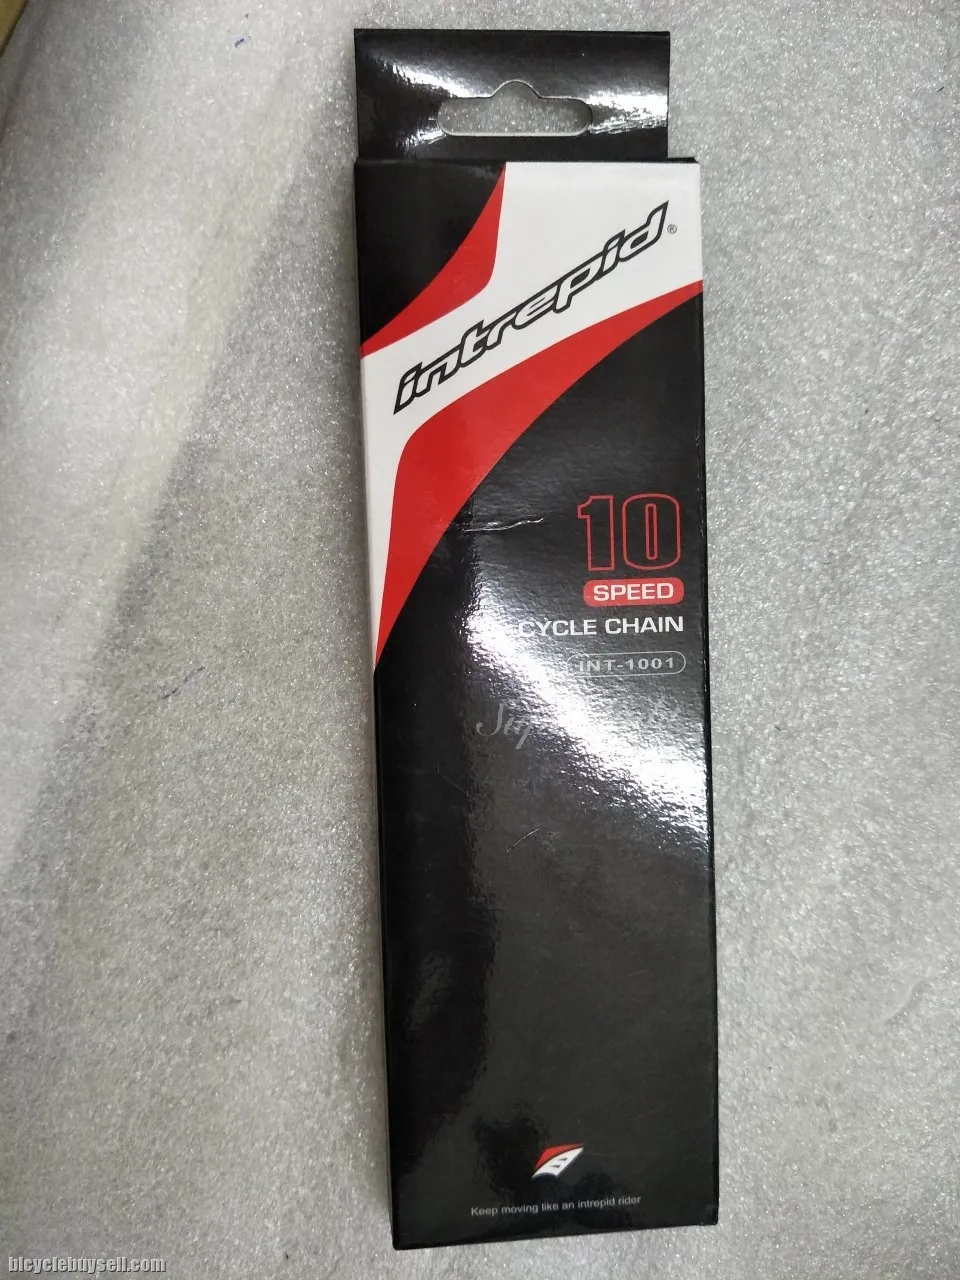 intrepid®
10
SPEED
CYCLE CHAIN
INT-1001
Keep moving like an intrepid rider
bicyclebuysell.com